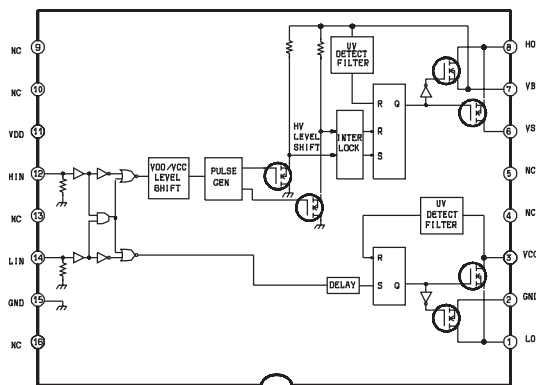 NC 9
NC 10
VDD 11
HIN 12
NC 13
LIN 14
GND 15
NC 16
VDD/VCC
LEVEL
SHIFT
PULSE
GEN
HV
LEVEL
SHIFT
UV
DETECT
FILTER
INTER
LOCK
R Q
R
S
UV
DETECT
FILTER
DELAY
R
S Q
8 HO
7 VB
6 VS
5 NC
4 NC
3 VCC
2 GND
1 LO